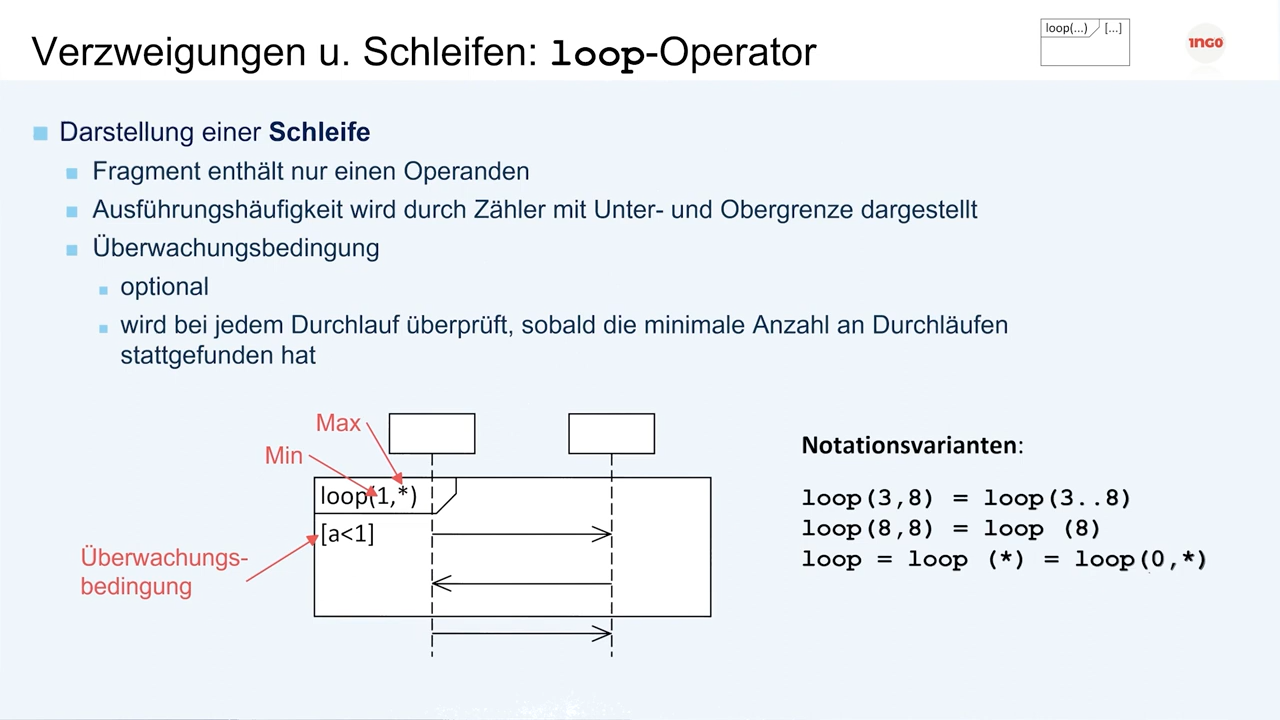 Verzweigungen u. Schleifen: loop-Operator
loop(...) [...]
INGO
Darstellung einer Schleife
Fragment enthält nur einen Operanden
Ausführungshäufigkeit wird durch Zähler mit Unter- und Obergrenze dargestellt
Überwachungsbedingung
optional
wird bei jedem Durchlauf überprüft, sobald die minimale Anzahl an Durchläufen
stattgefunden hat
Max
Min
loop(1,*)
[a<1]
Überwachungs-
bedingung
Notationsvarianten:
loop(3,8) = loop(3..8)
loop(8,8) = loop (8)
loop = loop (*) = loop(0,*)